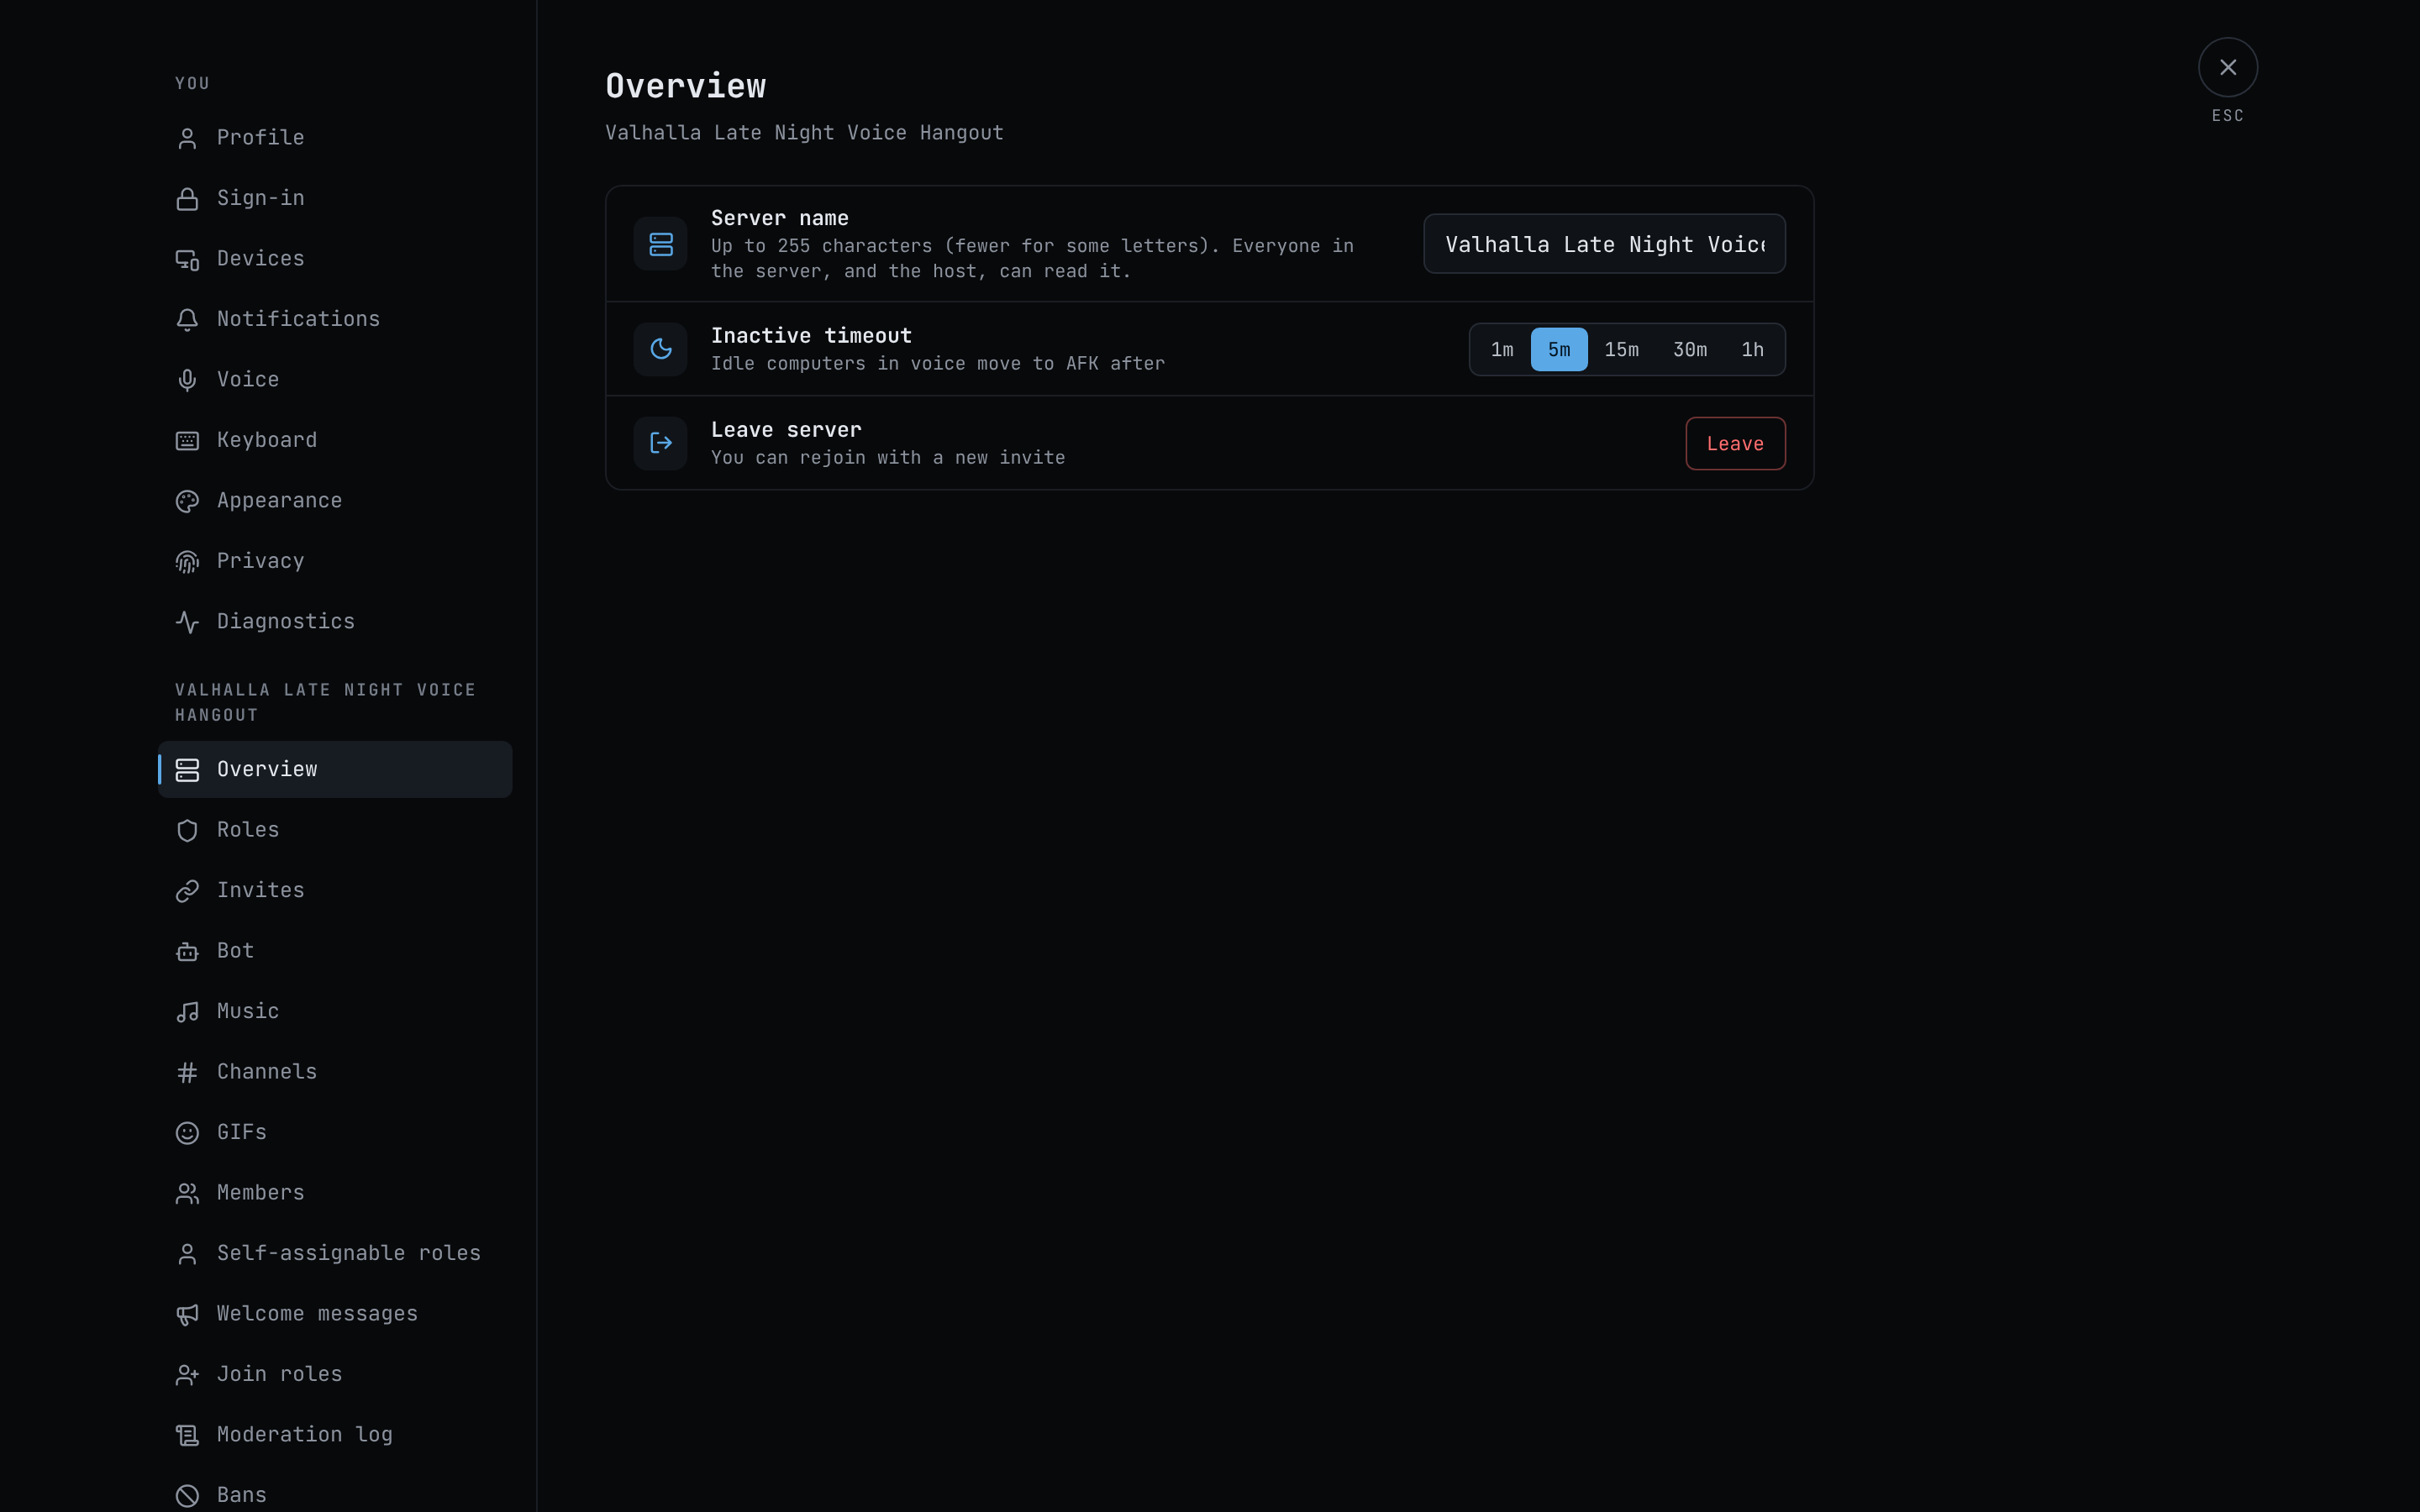 YOU
Profile
Sign-in
Devices
Notifications
Voice
Keyboard
Appearance
Privacy
Diagnostics
VALHALLA LATE NIGHT VOICE
HANGOUT
Overview
Roles
Invites
Bot
Music
Channels
GIFs
Members
Self-assignable roles
Welcome messages
Join roles
Moderation log
Bans
Overview
Valhalla Late Night Voice Hangout
ESC
Server name
Up to 255 characters (fewer for some letters). Everyone in
the server, and the host, can read it.
Valhalla Late Night Voice
Inactive timeout
Idle computers in voice move to AFK after
1m 5m 15m 30m 1h
Leave server
You can rejoin with a new invite
Leave